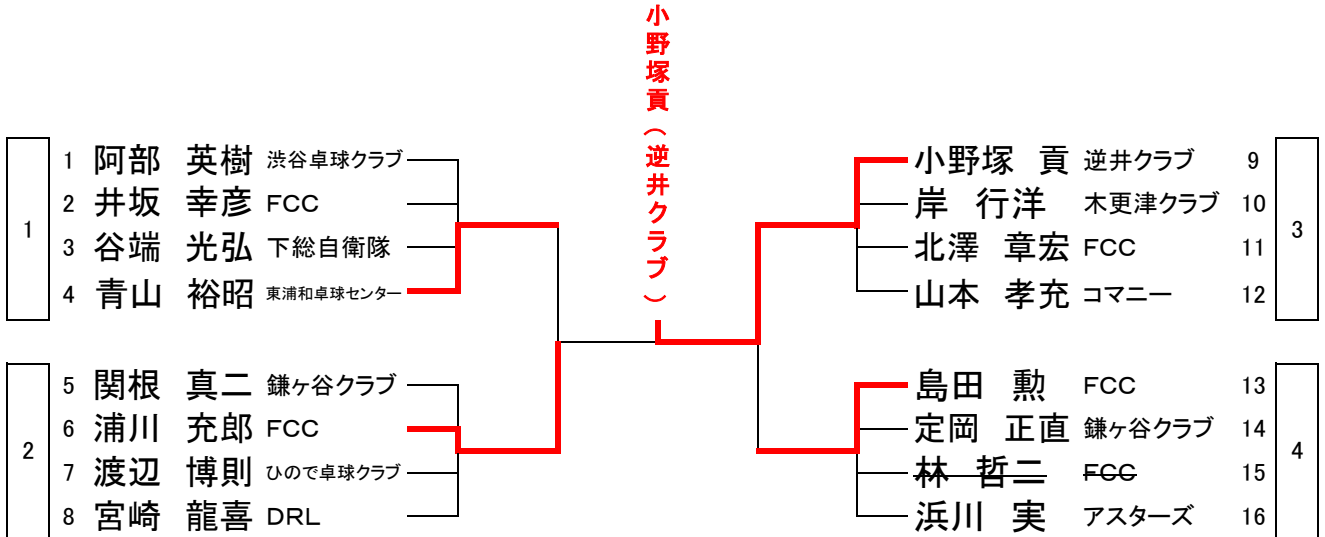 小野塚貢（逆井クラブ）
1
1 阿部 英樹 渋谷卓球クラブ
2 井坂 幸彦 FCC
3 谷端 光弘 下総自衛隊
4 青山 裕昭 東浦和卓球センター
2
5 関根 真二 鎌ヶ谷クラブ
6 浦川 充郎 FCC
7 渡辺 博則 ひので卓球クラブ
8 宮崎 龍喜 DRL
小野塚 貢 逆井クラブ 9
岸 行洋 木更津クラブ 10
北澤 章宏 FCC 11
山本 孝充 コマニー 12
3
島田 勲 FCC 13
定岡 正直 鎌ヶ谷クラブ 14
林 哲二 FCC 15
浜川 実 アスターズ 16
4